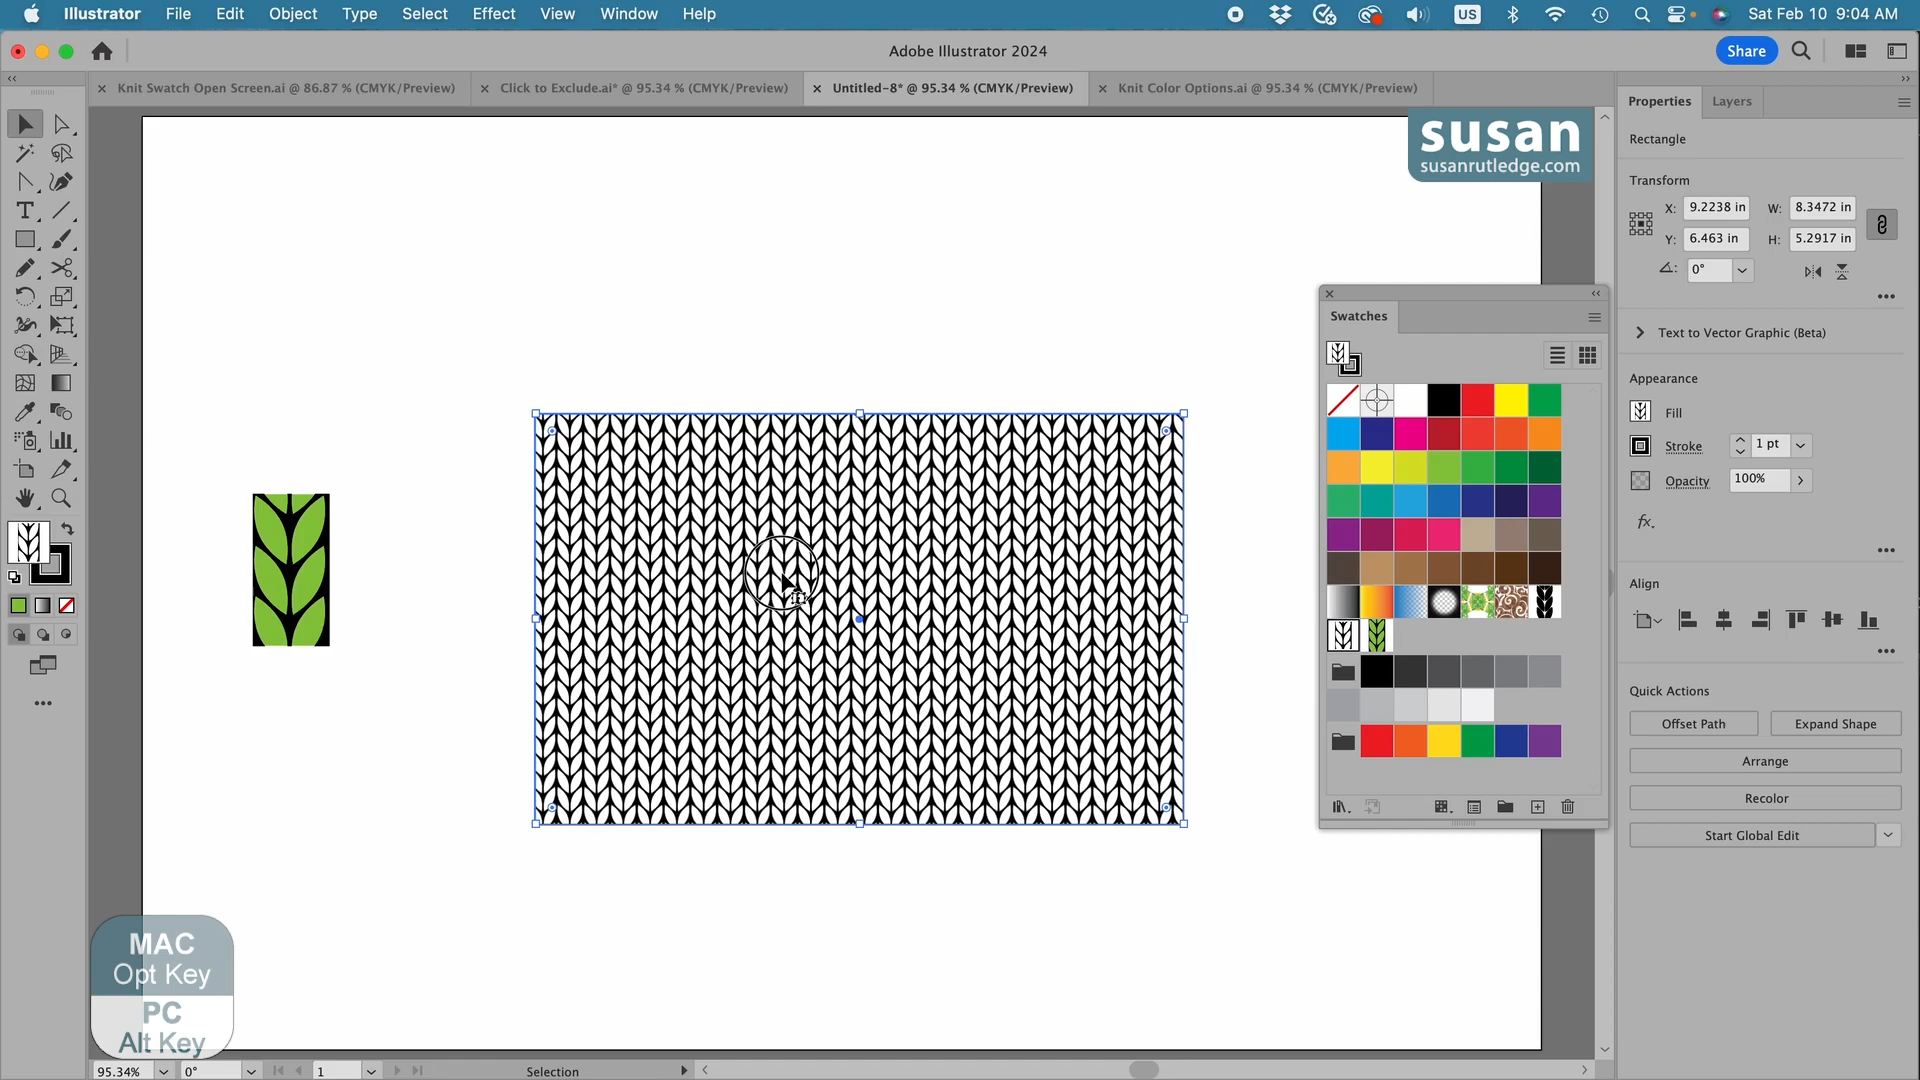 Illustrator File Edit Object Type Select Effect View Window Help US Sat Feb 10 9:04 AM
Adobe Illustrator 2024 Share
Knit Swatch Open Screen.ai @ 86.87 % (CMYK/Preview) Click to Exclude.ai* @ 95.34 % (CMYK/Preview) Untitled-8* @ 95.34 % (CMYK/Preview) Knit Color Options.ai @ 95.34 % (CMYK/Preview)
Properties Layers
susan
susanrutledge.com
Rectangle
Transform
X: 9.2238 in W: 8.3472 in
Y: 6.463 in H: 5.2917 in
0°
Swatches
Text to Vector Graphic (Beta)
Appearance
Fill
Stroke 1 pt
Opacity 100%
fx.
Align
Quick Actions
Offset Path Expand Shape
Arrange
Recolor
Start Global Edit
MAC
Opt Key
PC
Alt Key
95.34% 0° 1 Selection